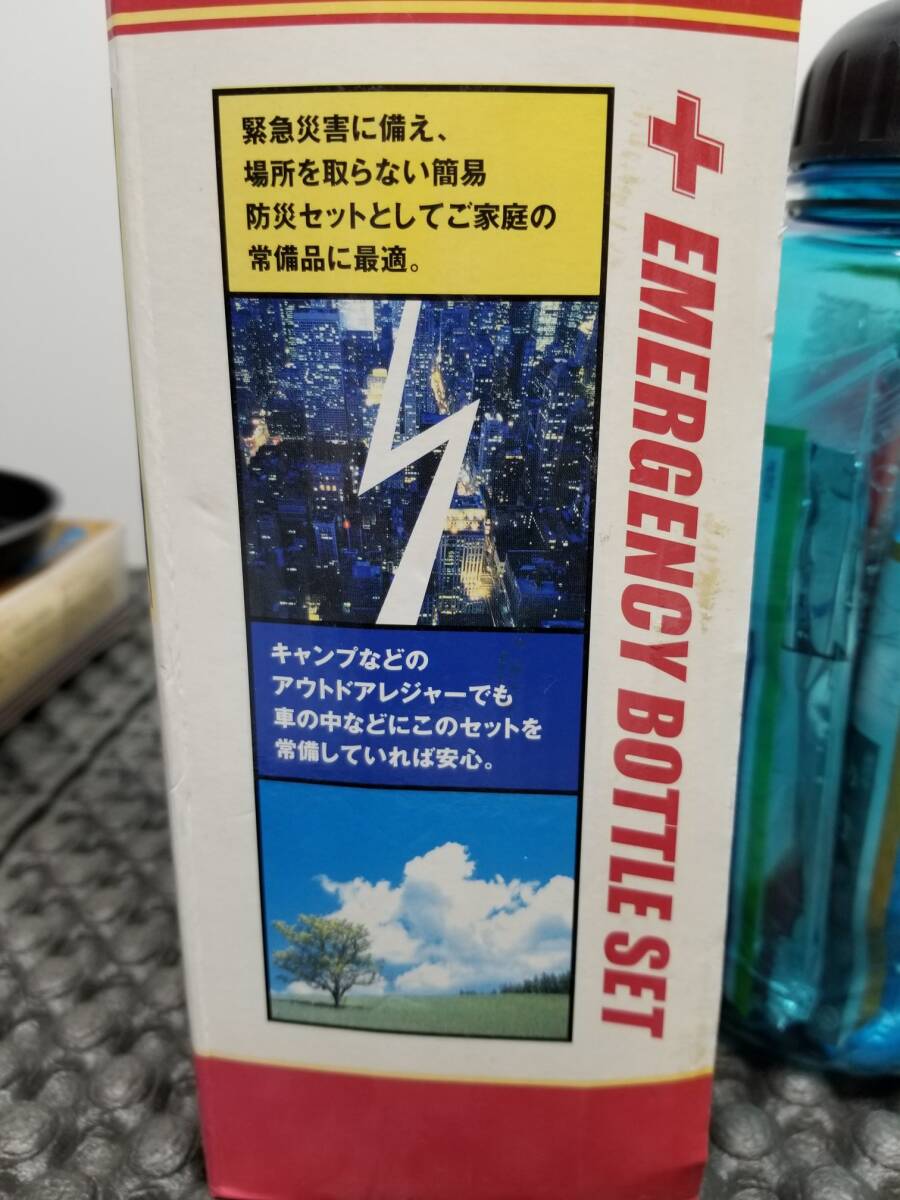 緊急災害に備え、
場所を取らない簡易
防災セットとしてご家庭の
常備品に最適。
キャンプなどの
アウトドアレジャーでも
車の中などにこのセットを
常備していれば安心。
EMERGENCY BOTTLE SET